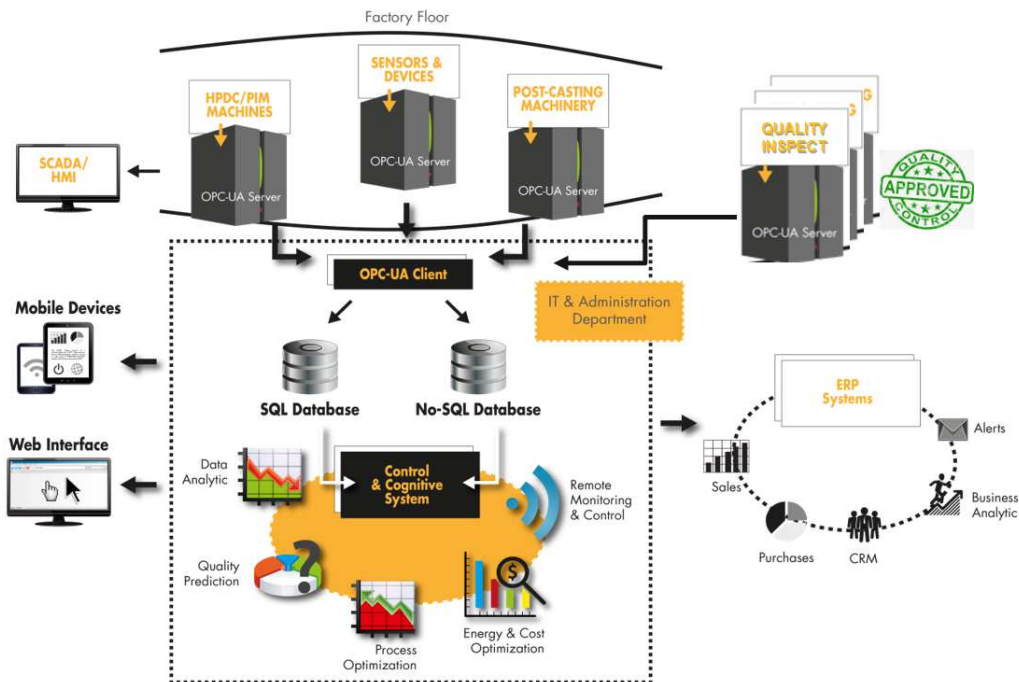 Factory Floor
SENSORS &
DEVICES
HPDC/PIM
MACHINES
POST-CASTING
MACHINERY
G
G
QUALITY
INSPECT
SCADA/
HMI
OPC-UA Server
OPC-UA Server
OPC-UA Server
OPC-UA Server
QUALITY
APPROVED
CONTROL
OPC-UA Client
IT & Administration
Department
Mobile Devices
SQL Database
No-SQL Database
ERP
Systems
Alerts
Web Interface
Data
Analytic
Control
& Cognitive
System
Remote
Monitoring
& Control
Sales
Business
Analytic
Purchases
CRM
Quality
Prediction
?
$
Process
Optimization
Energy & Cost
Optimization